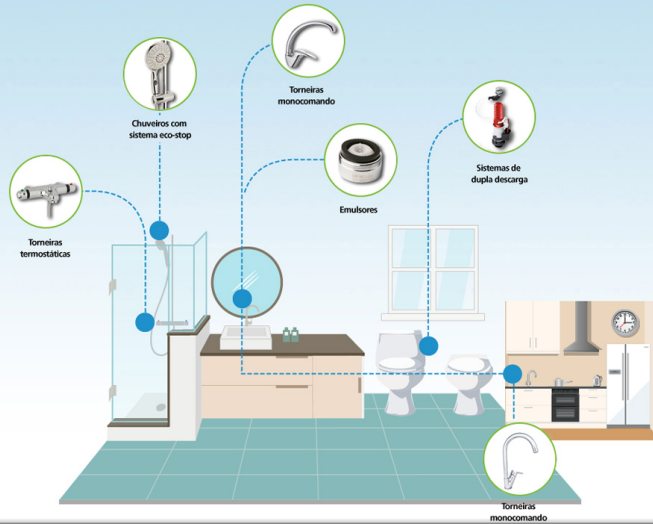 Torneiras
monocomando
Chuveiros com
sistema eco-stop
Sistemas de
dupla descarga
Emulsores
Torneiras
termostáticas
Torneiras
monocomando